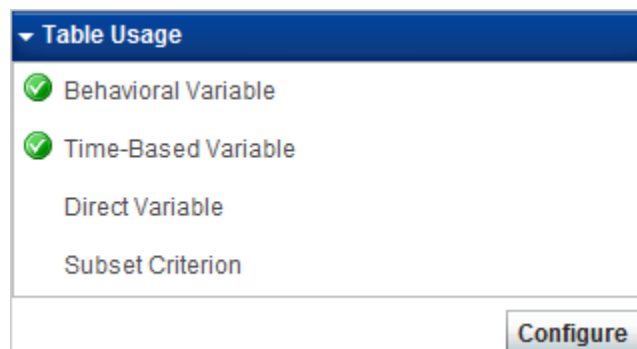 Table Usage
Behavioral Variable
Time-Based Variable
Direct Variable
Subset Criterion
Configure